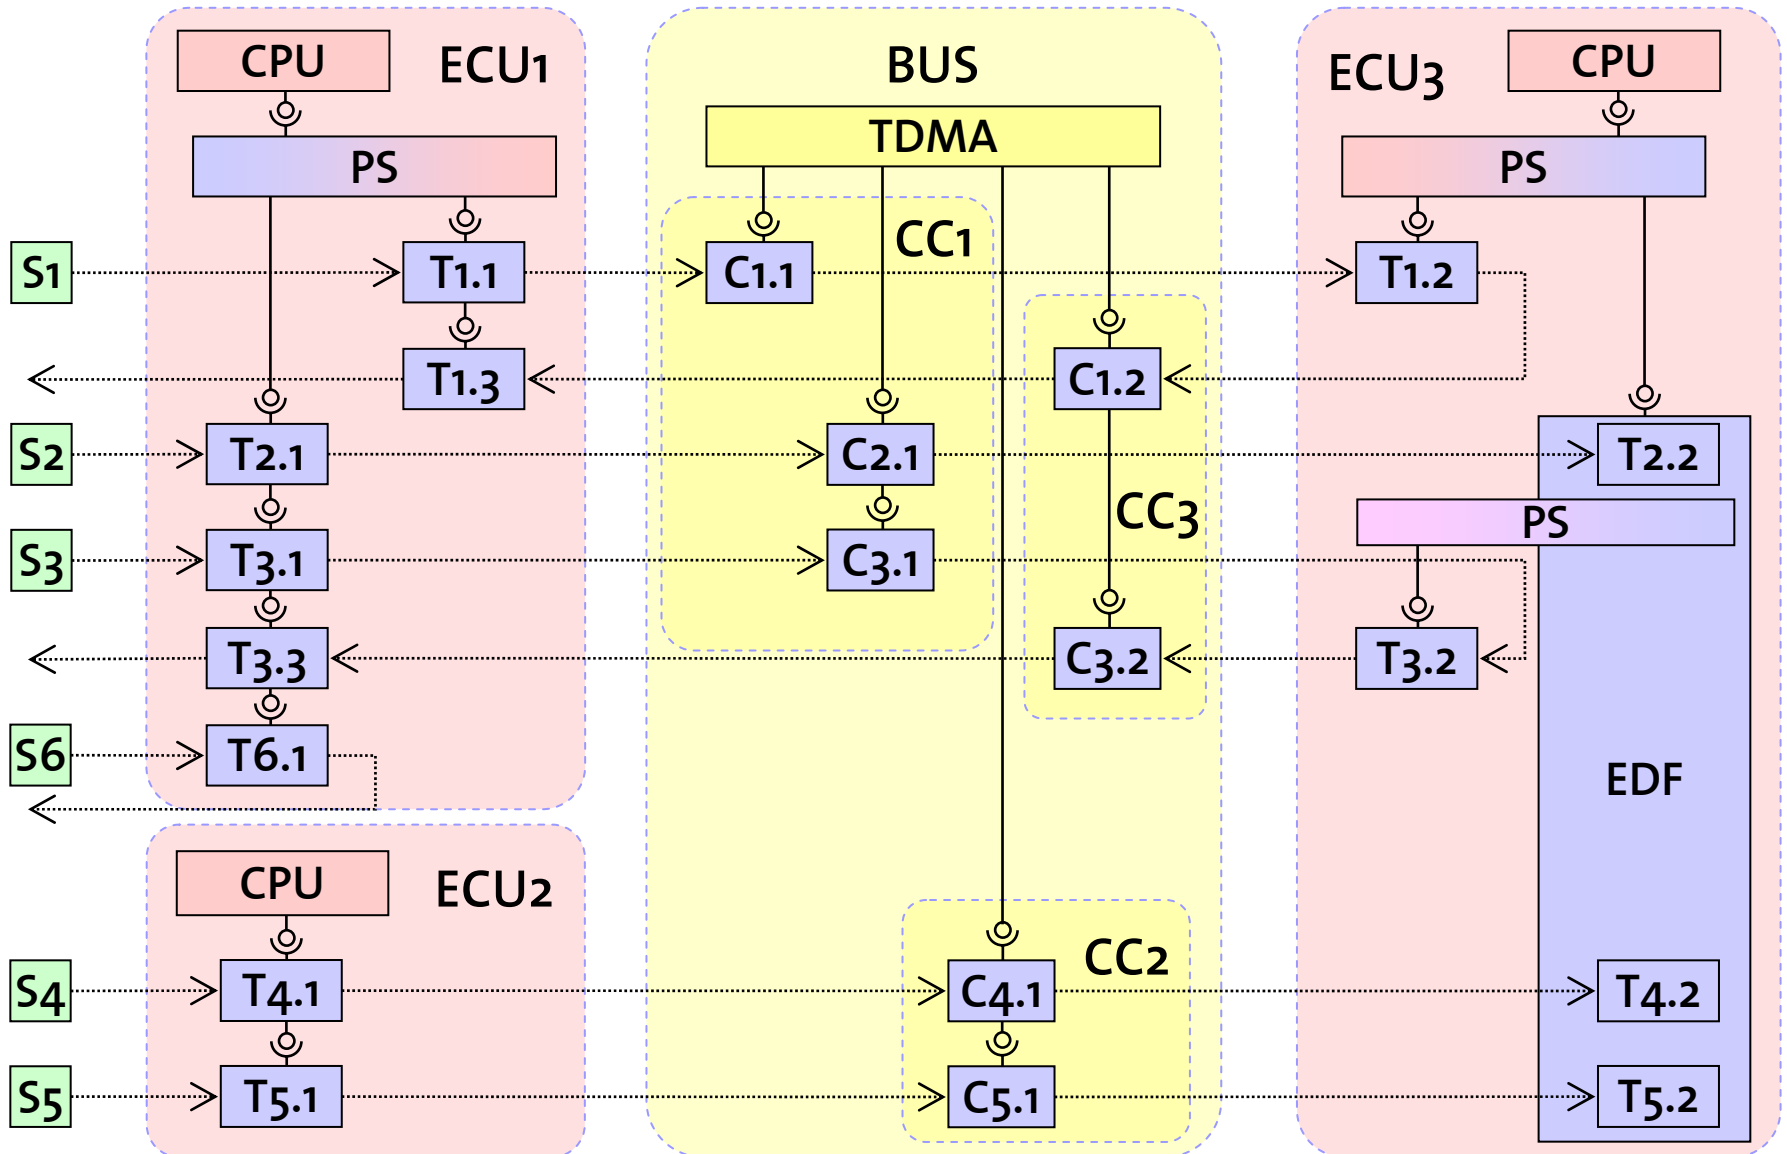 CPU
ECU1
PS
S1
T1.1
T1.3
S2
T2.1
S3
T3.1
T3.3
S6
T6.1
CPU
ECU2
S4
T4.1
S5
T5.1
BUS
TDMA
CC1
C1.1
C1.2
C2.1
CC3
C3.1
C3.2
CC2
C4.1
C5.1
ECU3
CPU
PS
T1.2
T2.2
PS
T3.2
EDF
T4.2
T5.2